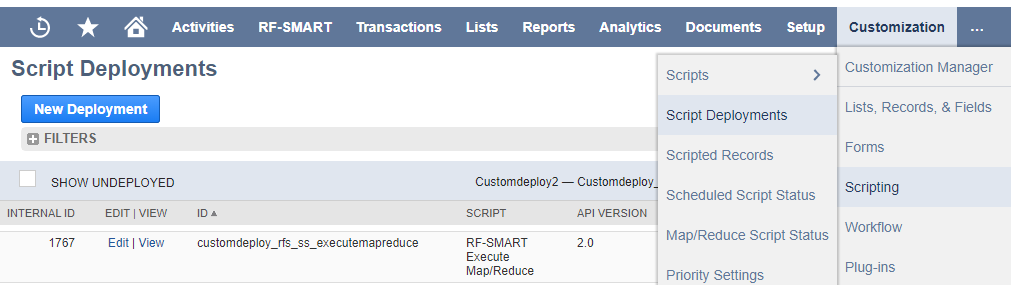 Activities RF-SMART Transactions Lists Reports Analytics Documents Setup Customization ...
Script Deployments
New Deployment
FILTERS
SHOW UNDEPLOYED Customdeploy2 — Customdeploy_
INTERNAL ID EDIT | VIEW ID SCRIPT API VERSION
1767 Edit | View customdeploy_rfs_ss_executemapreduce RF-SMART 2.0
Execute
Map/Reduce
Scripts
Script Deployments
Scripted Records
Scheduled Script Status
Map/Reduce Script Status
Priority Settings
Customization Manager
Lists, Records, & Fields
Forms
Scripting
Workflow
Plug-ins